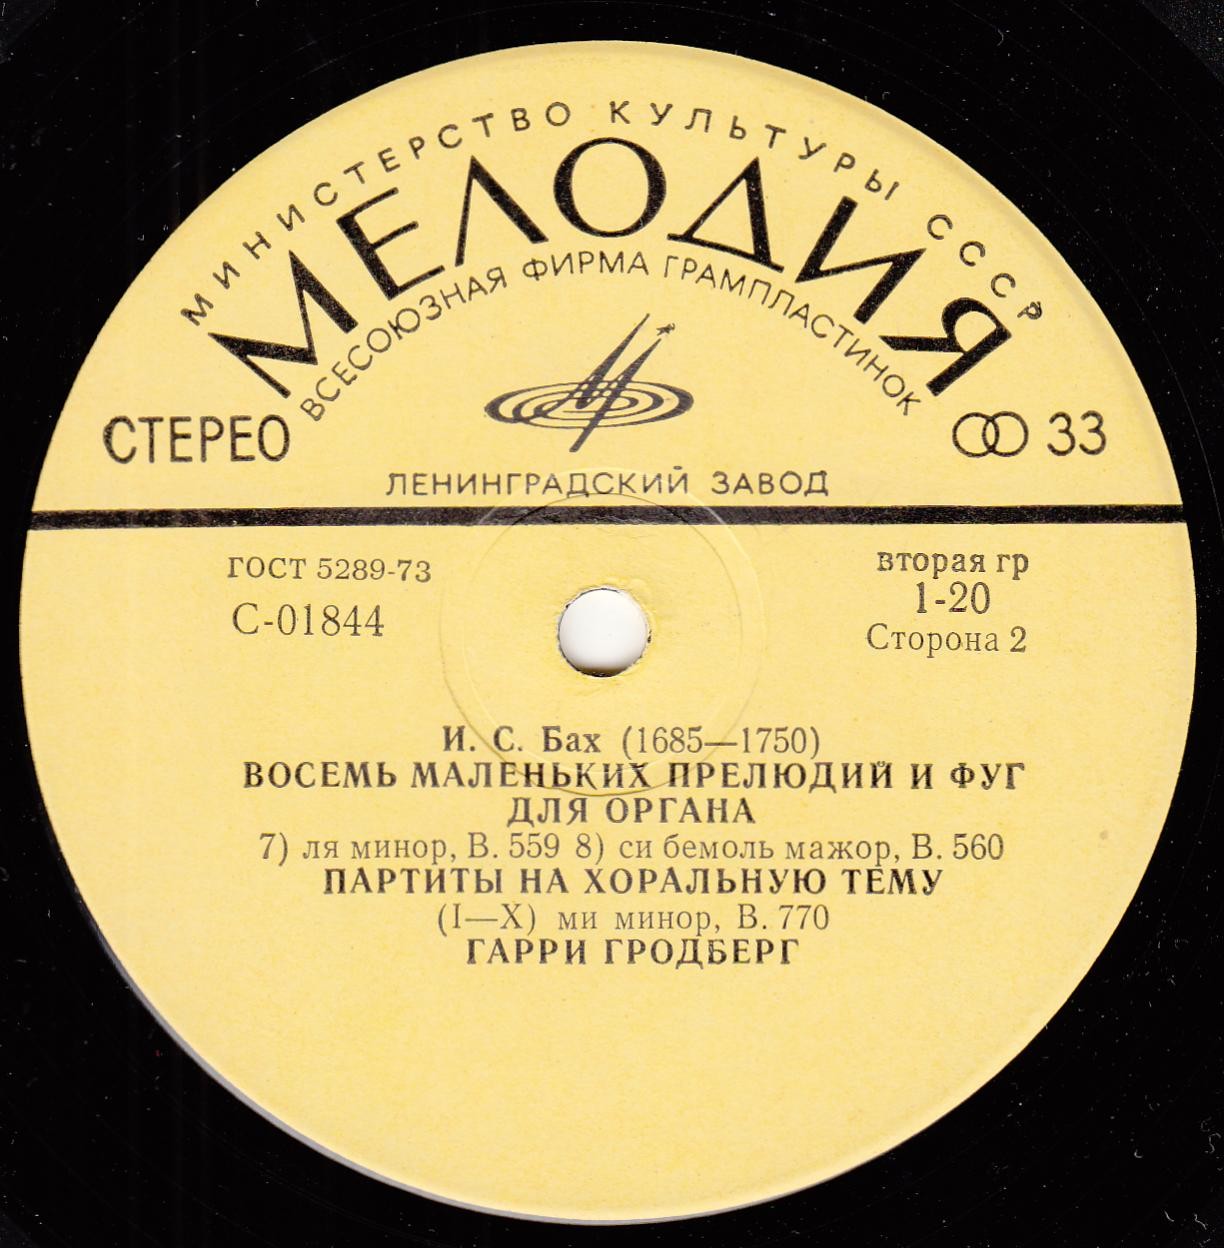 МИНИСТЕРСТВО КУЛЬТУРЫ СССР
МЕЛОДИЯ
ВСЕСОЮЗНАЯ ФИРМА ГРАМПЛАСТИНОК
СТЕРЕО
33
ЛЕНИНГРАДСКИЙ ЗАВОД
ГОСТ 5289-73
С-01844
вторая гр
1-20
Сторона 2
И. С. Бах (1685—1750)
ВОСЕМЬ МАЛЕНЬКИХ ПРЕЛЮДИЙ И ФУГ
ДЛЯ ОРГАНА
7) ля минор, В. 559 8) си бемоль мажор, В. 560
ПАРТИТЫ НА ХОРАЛЬНУЮ ТЕМУ
(I—X) ми минор, В. 770
ГАРРИ ГРОДБЕРГ